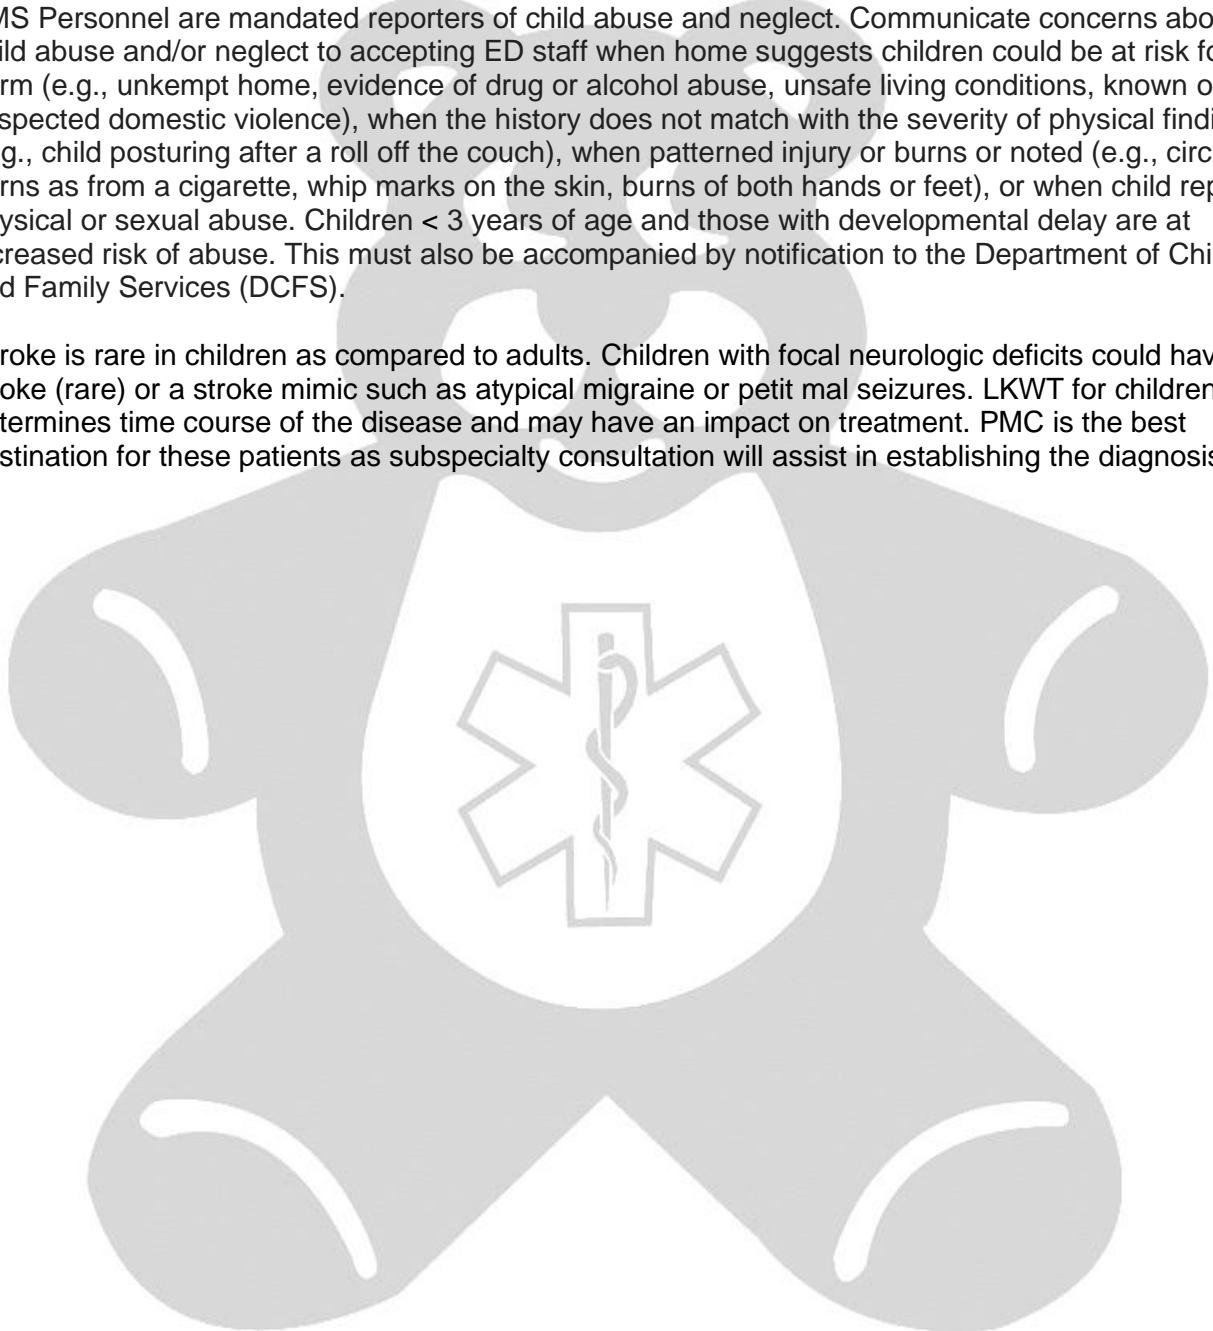 MS Personnel are mandated reporters of child abuse and neglect. Communicate concerns abo
ild abuse and/or neglect to accepting ED staff when home suggests children could be at risk fo
rm (e.g., unkempt home, evidence of drug or alcohol abuse, unsafe living conditions, known o
spected domestic violence), when the history does not match with the severity of physical findi
g., child posturing after a roll off the couch), when patterned injury or burns or noted (e.g., circ
rns as from a cigarette, whip marks on the skin, burns of both hands or feet), or when child rep
ysical or sexual abuse. Children < 3 years of age and those with developmental delay are at
creased risk of abuse. This must also be accompanied by notification to the Department of Chi
d Family Services (DCFS).
roke is rare in children as compared to adults. Children with focal neurologic deficits could hav
oke (rare) or a stroke mimic such as atypical migraine or petit mal seizures. LKWT for children
termines time course of the disease and may have an impact on treatment. PMC is the best
stination for these patients as subspecialty consultation will assist in establishing the diagnosis